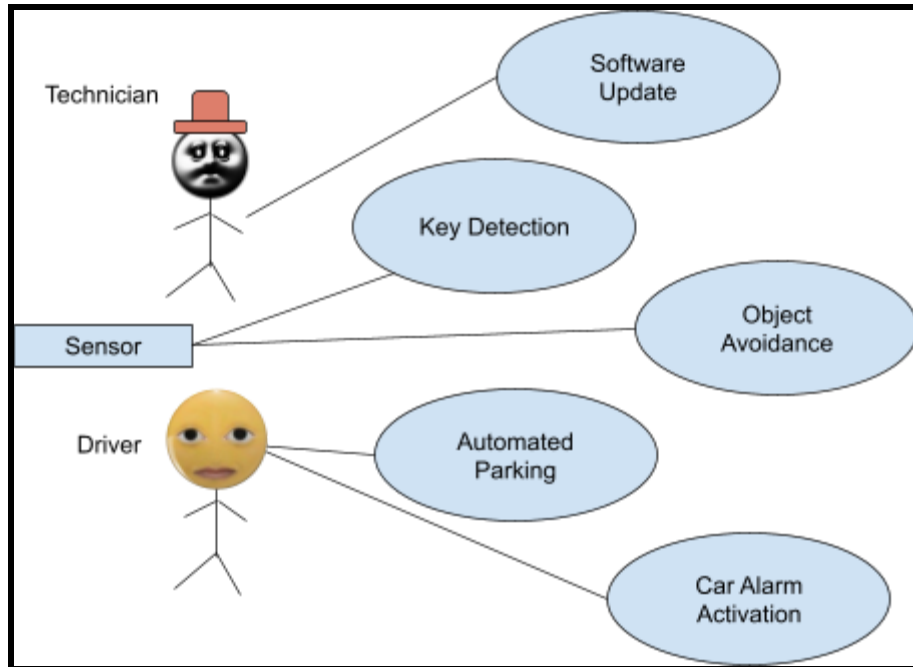 Software
Update
Technician
Key Detection
Object
Avoidance
Sensor
Driver
Automated
Parking
Car Alarm
Activation